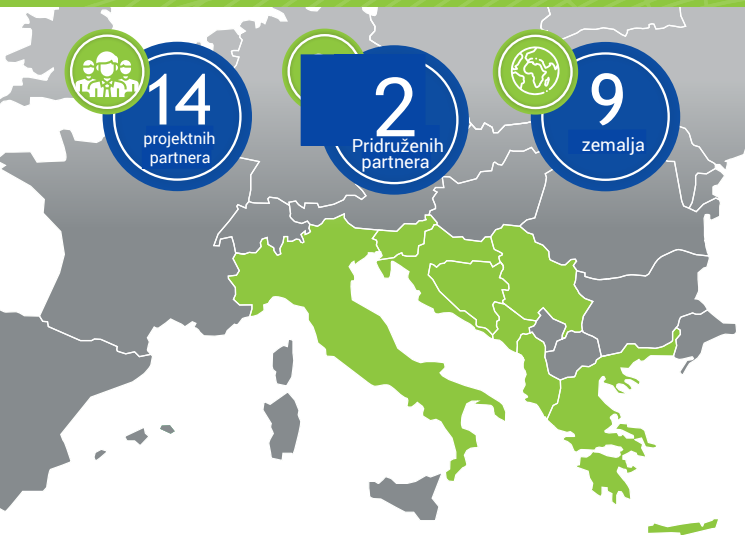 14
projektnih
partnera
2
Pridruženih
partnera
9
zemalja